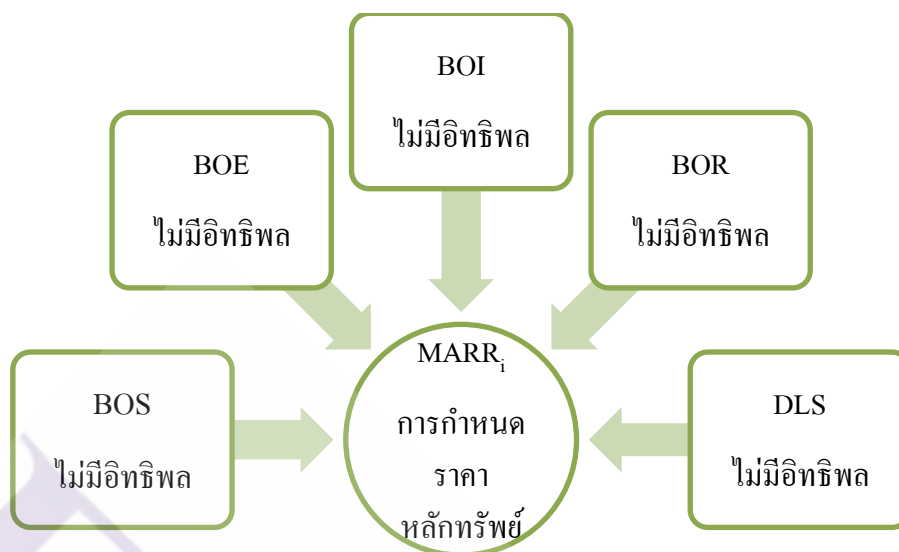 BOI
ไม่มีอิทธิพล
BOE
ไม่มีอิทธิพล
BOR
ไม่มีอิทธิพล
BOS
ไม่มีอิทธิพล
MARRi
การกำหนด
ราคา
หลักทรัพย์
DLS
ไม่มีอิทธิพล